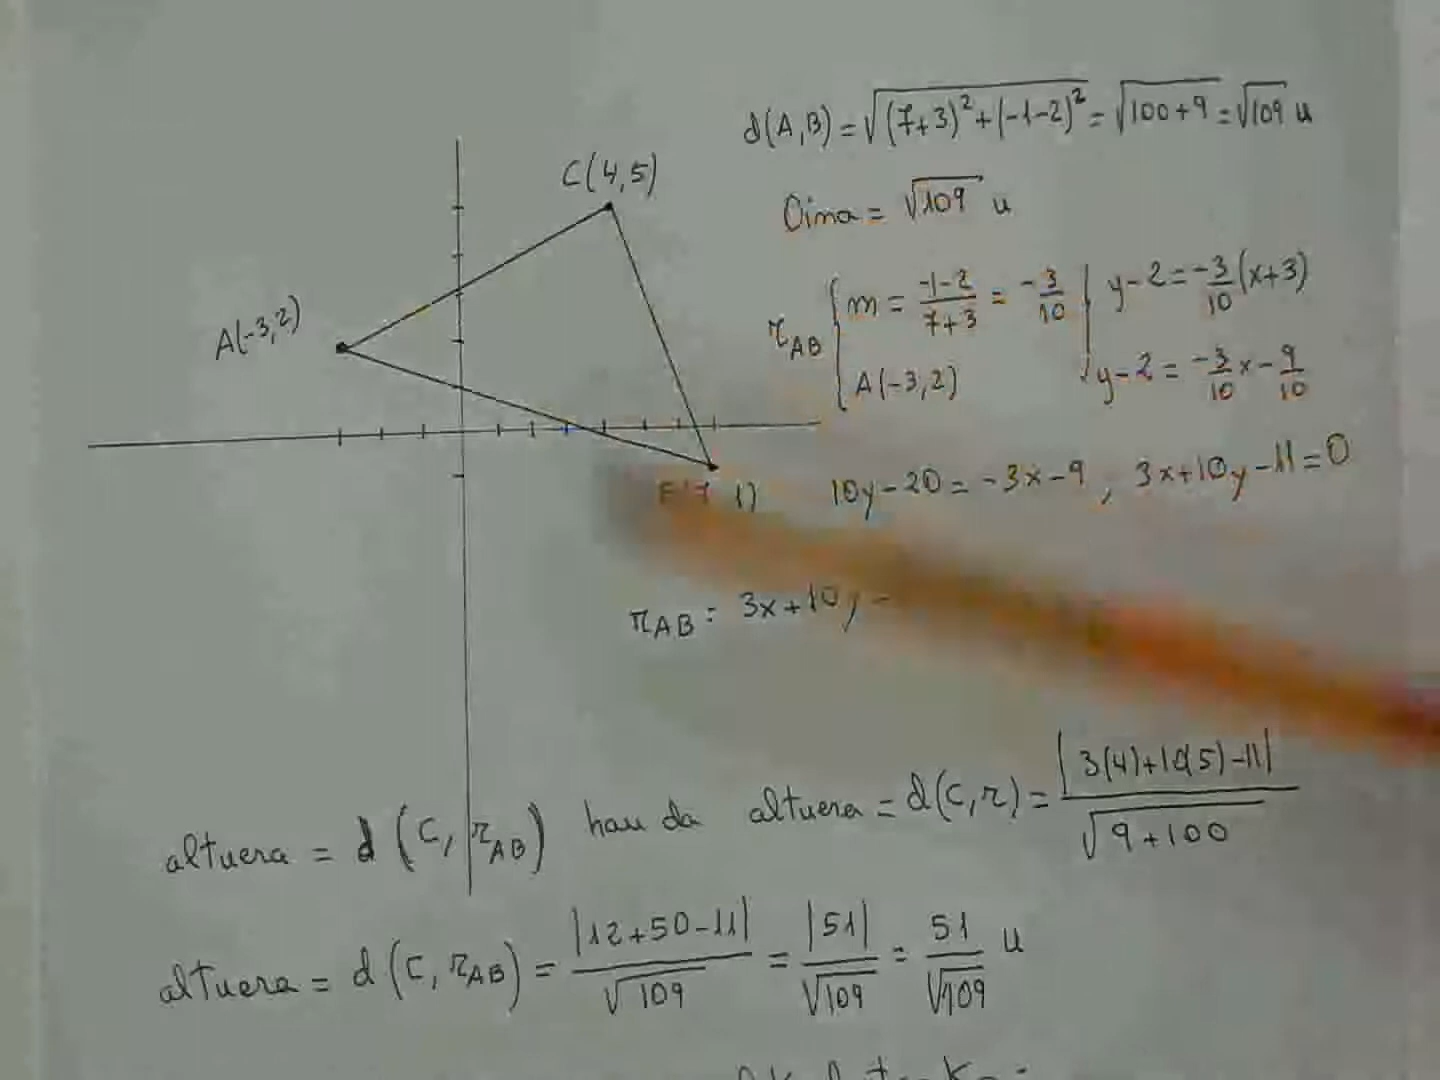 d(A,B) = √((7+3)²+(-1-2)²) = √(100+9) = √109 u
C(4,5)
Oina = √109 u
A(-3,2)
r_AB { m = (-1-2)/(7+3) = -3/10 } y-2 = -3/10 (x+3)
A(-3,2) y-2 = -3/10 x - 9/10
10y-20 = -3x-9 , 3x+10y-11=0
r_AB : 3x+10y -
altuera = d(C, r_AB) hau da altuera = d(C,r) = |3(4)+10(5)-11| / √(9+100)
altuera = d(C, r_AB) = |12+50-11| / √109 = |51| / √109 = 51/√109 u